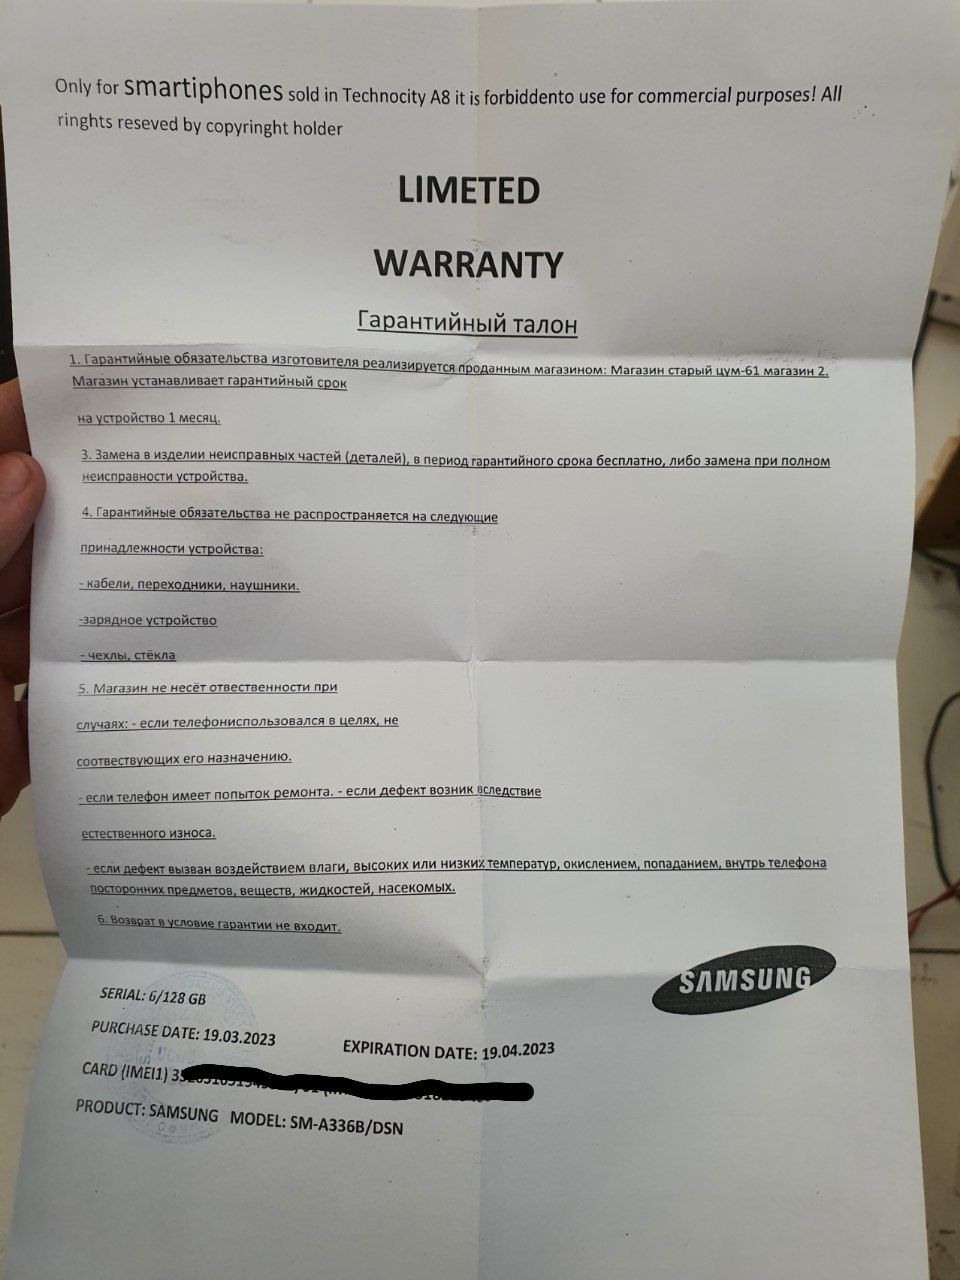 Only for smartiphones sold in Technocity A8 it is forbiddento use for commercial purposes! All
ringhts reseved by copyringht holder
LIMETED
WARRANTY
Гарантийный талон
1. Гарантийные обязательства изготовителя реализируется проданным магазином: Магазин старый цум-61 магазин 2.
Магазин устанавливает гарантийный срок
на устройство 1 месяц.
3. Замена в изделии неисправных частей (деталей), в период гарантийного срока бесплатно, либо замена при полном
неисправности устройства.
4. Гарантийные обязательства не распространяется на следующие
принадлежности устройства:
- кабели, переходники, наушники.
-зарядное устройство
- чехлы, стёкла
5. Магазин не несёт отвественности при
случаях: - если телефониспользовался в целях, не
соотвествующих его назначению.
- если телефон имеет попыток ремонта. - если дефект возник вследствие
естественного износа.
- если дефект вызван воздействием влаги, высоких или низких температур, окислением, попаданием, внутрь телефона
посторонних предметов, веществ, жидкостей, насекомых.
6. Возврат в условие гарантии не входит.
SAMSUNG
SERIAL: 6/128 GB
PURCHASE DATE: 19.03.2023 EXPIRATION DATE: 19.04.2023
CARD (IMEI1)
PRODUCT: SAMSUNG MODEL: SM-A336B/DSN